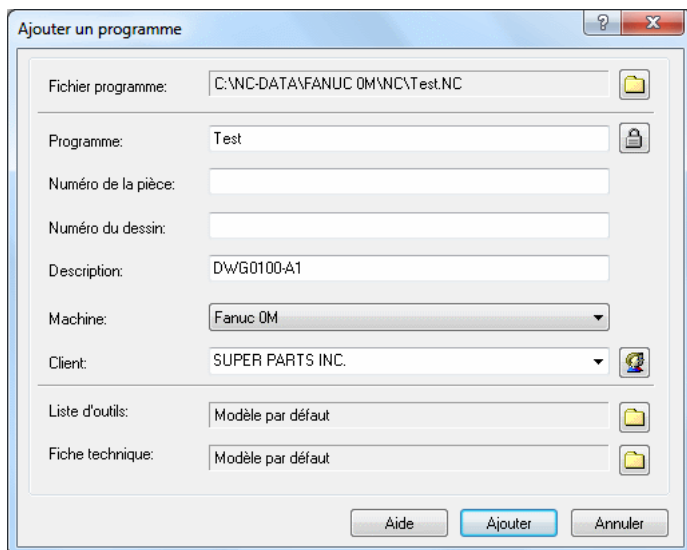 Ajouter un programme
Fichier programme: C:\NC-DATA\FANUC 0M\NC\Test.NC
Programme: Test
Numéro de la pièce:
Numéro du dessin:
Description: DWG0100-A1
Machine: Fanuc 0M
Client: SUPER PARTS INC.
Liste d'outils: Modèle par défaut
Fiche technique: Modèle par défaut
Aide Ajouter Annuler